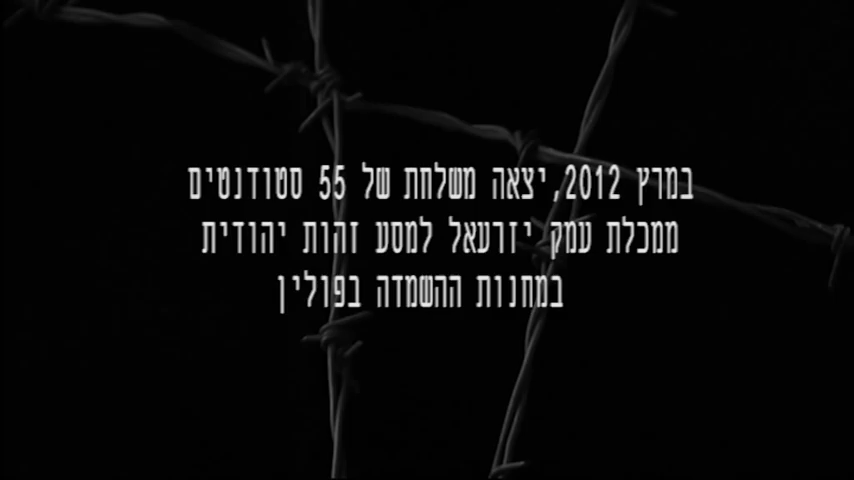 במרץ 2012,יצאה משלחת של 55 סטודנטים
ממכלת עמק יזרעאל למסע זהות יהודית
במחנות ההשמדה בפולין